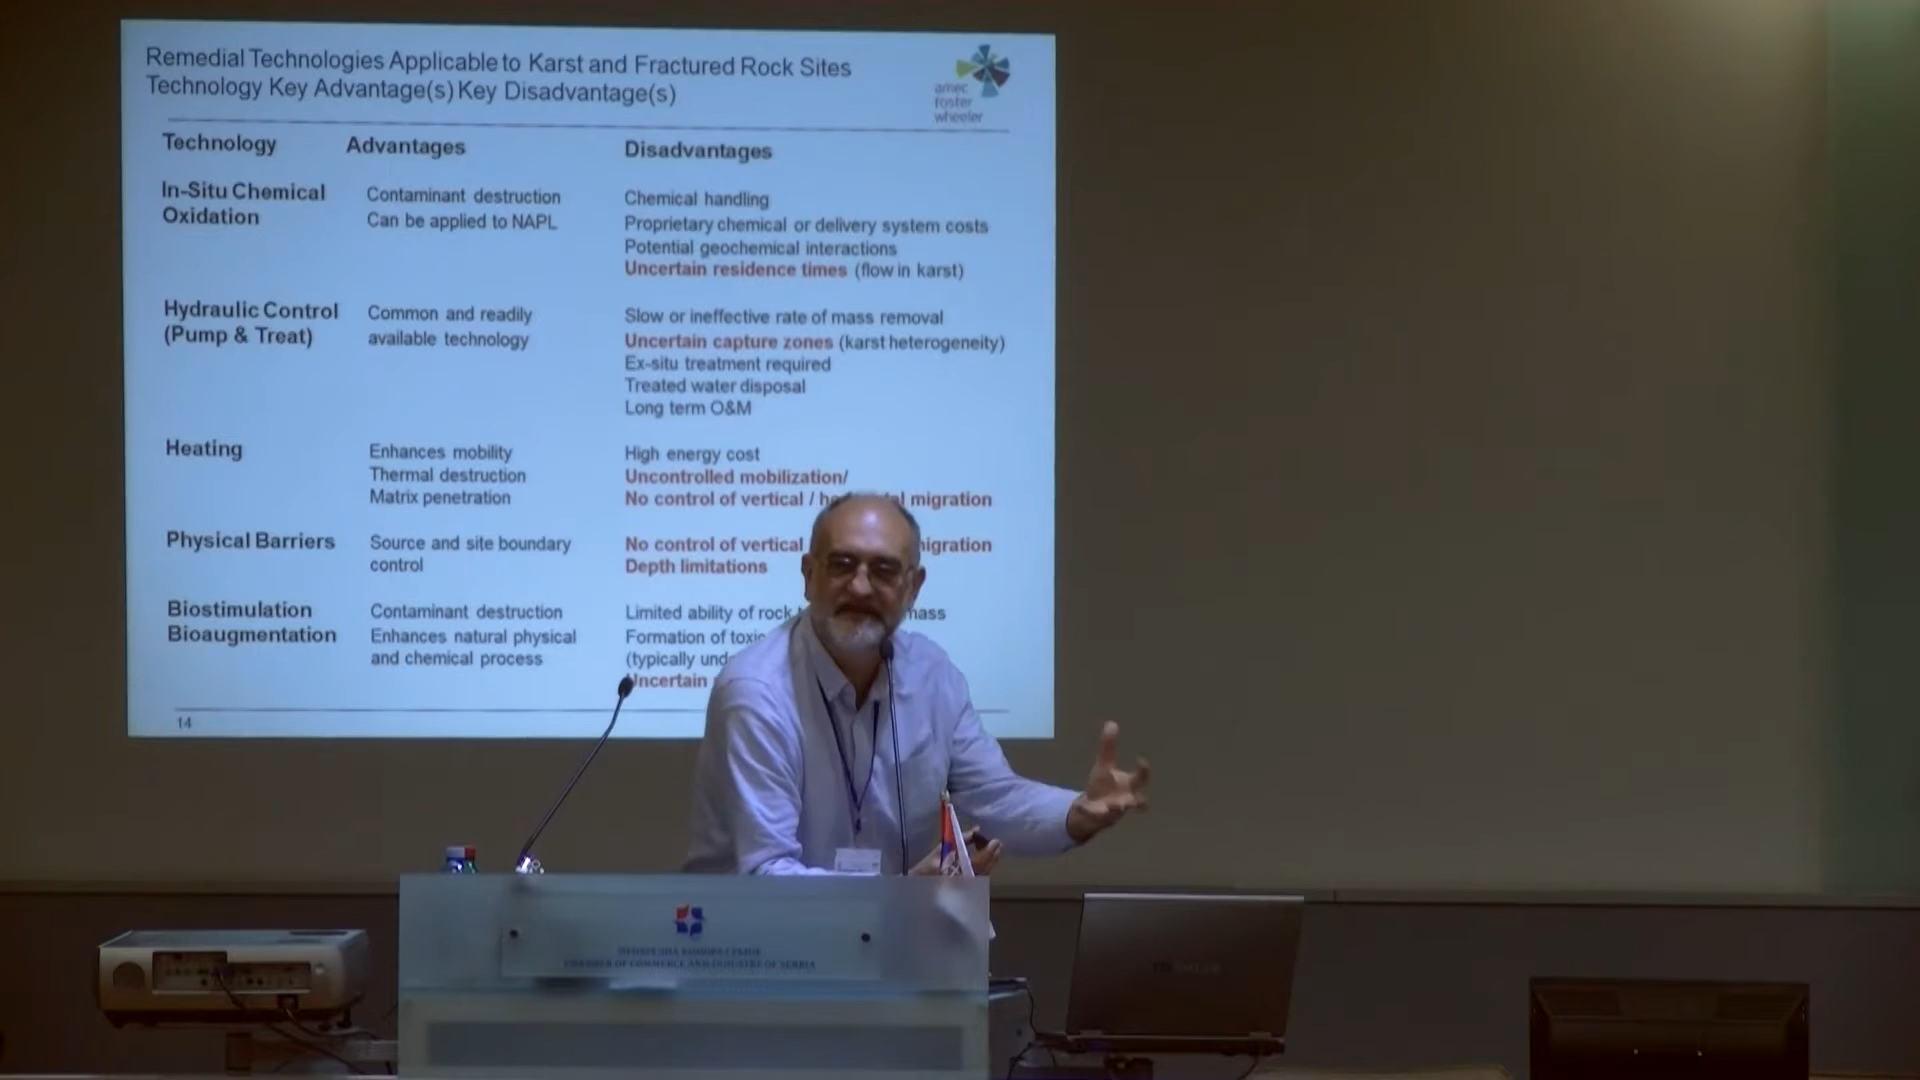 Remedial Technologies Applicable to Karst and Fractured Rock Sites
Technology Key Advantage(s) Key Disadvantage(s)
amec
foster
wheeler
Technology Advantages Disadvantages
In-Situ Chemical Oxidation
Contaminant destruction
Can be applied to NAPL
Chemical handling
Proprietary chemical or delivery system costs
Potential geochemical interactions
Uncertain residence times (flow in karst)
Hydraulic Control
(Pump & Treat)
Common and readily
available technology
Slow or ineffective rate of mass removal
Uncertain capture zones (karst heterogeneity)
Ex-situ treatment required
Treated water disposal
Long term O&M
Heating
Enhances mobility
Thermal destruction
Matrix penetration
High energy cost
Uncontrolled mobilization/
No control of vertical / migration
Physical Barriers
Source and site boundary
control
No control of vertical
Depth limitations
Biostimulation
Bioaugmentation
Contaminant destruction
Enhances natural physical
and chemical process
Limited ability of rock
Formation of
(typically
Uncertain
14
CHAMBER OF COMMERCE AND INDUSTRY OF SERBIA